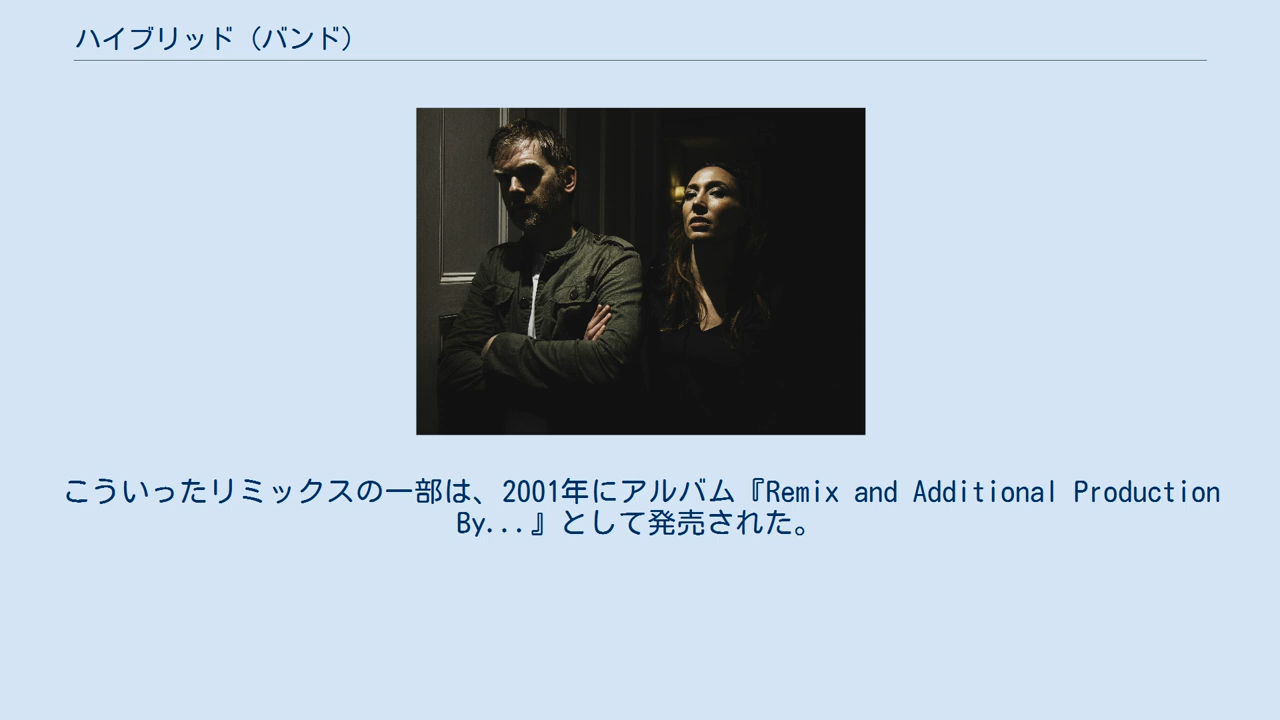 ハイブリッド（バンド）
こういったリミックスの一部は、2001年にアルバム『Remix and Additional Production
By...』として発売された。